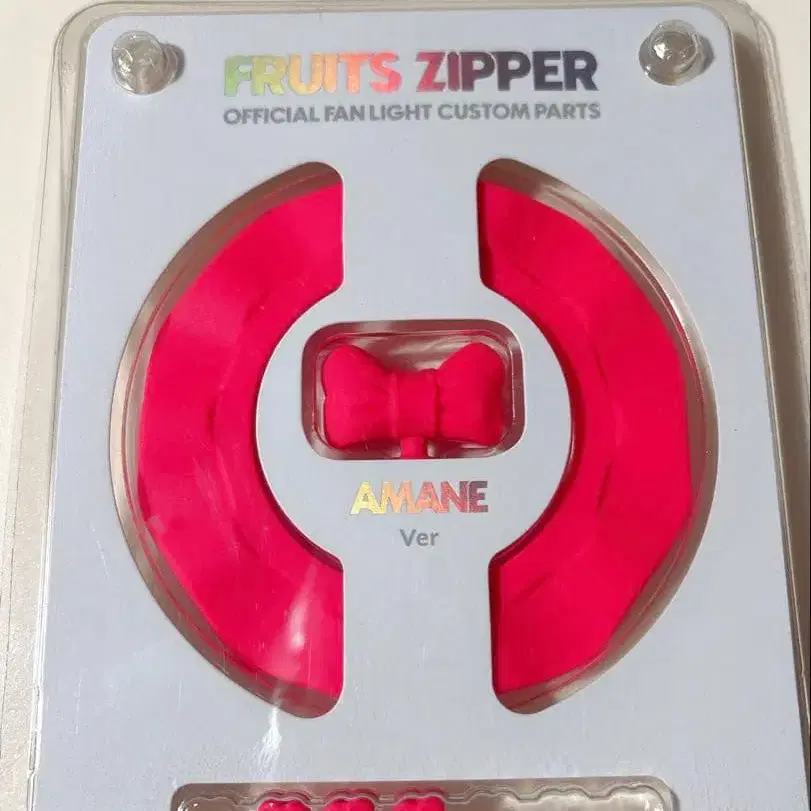 FRUITS ZIPPER
OFFICIAL FAN LIGHT CUSTOM PARTS
AMANE
Ver